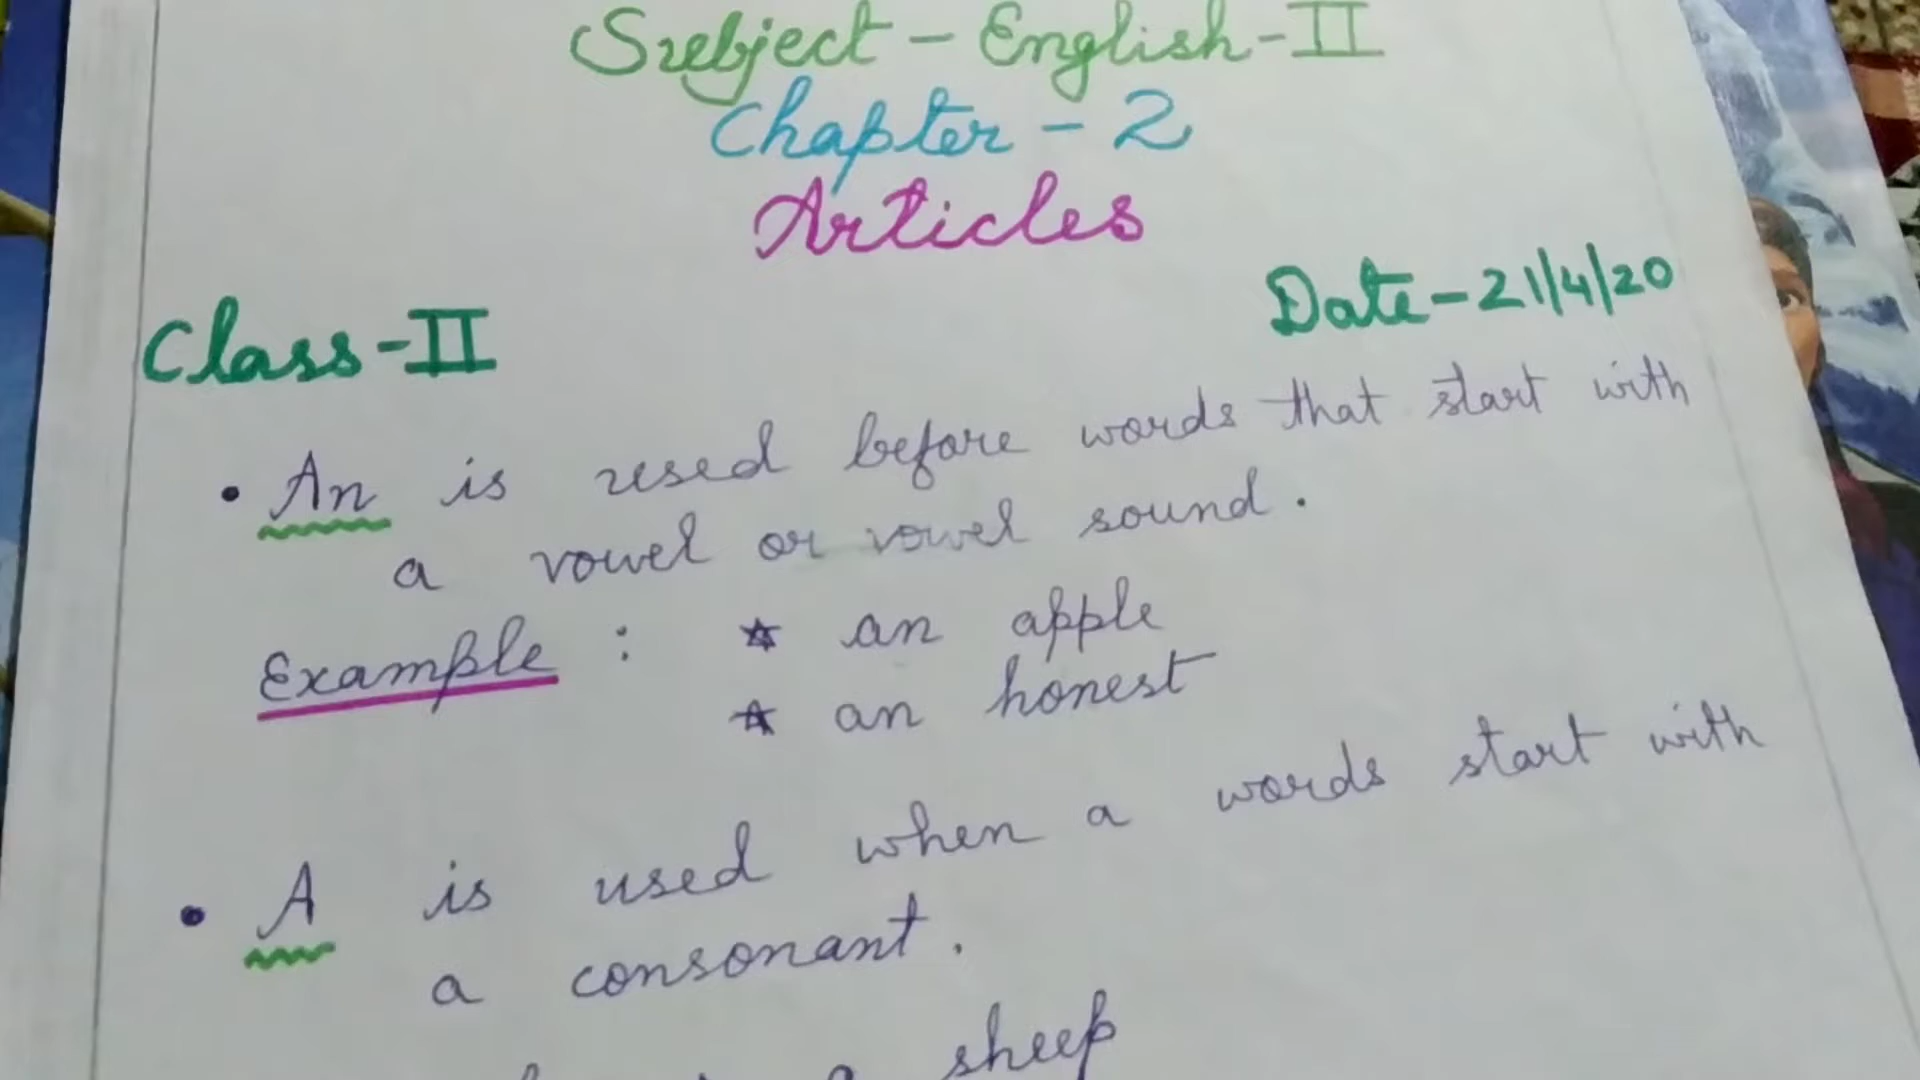 Subject - English - II
Chapter - 2
Articles
Class - II
Date - 21/4/20
• An is used before words that start with
a vowel or vowel sound.
Example : ☆ an apple
☆ an honest
• A is used when a words start with
a consonant.
a sheep